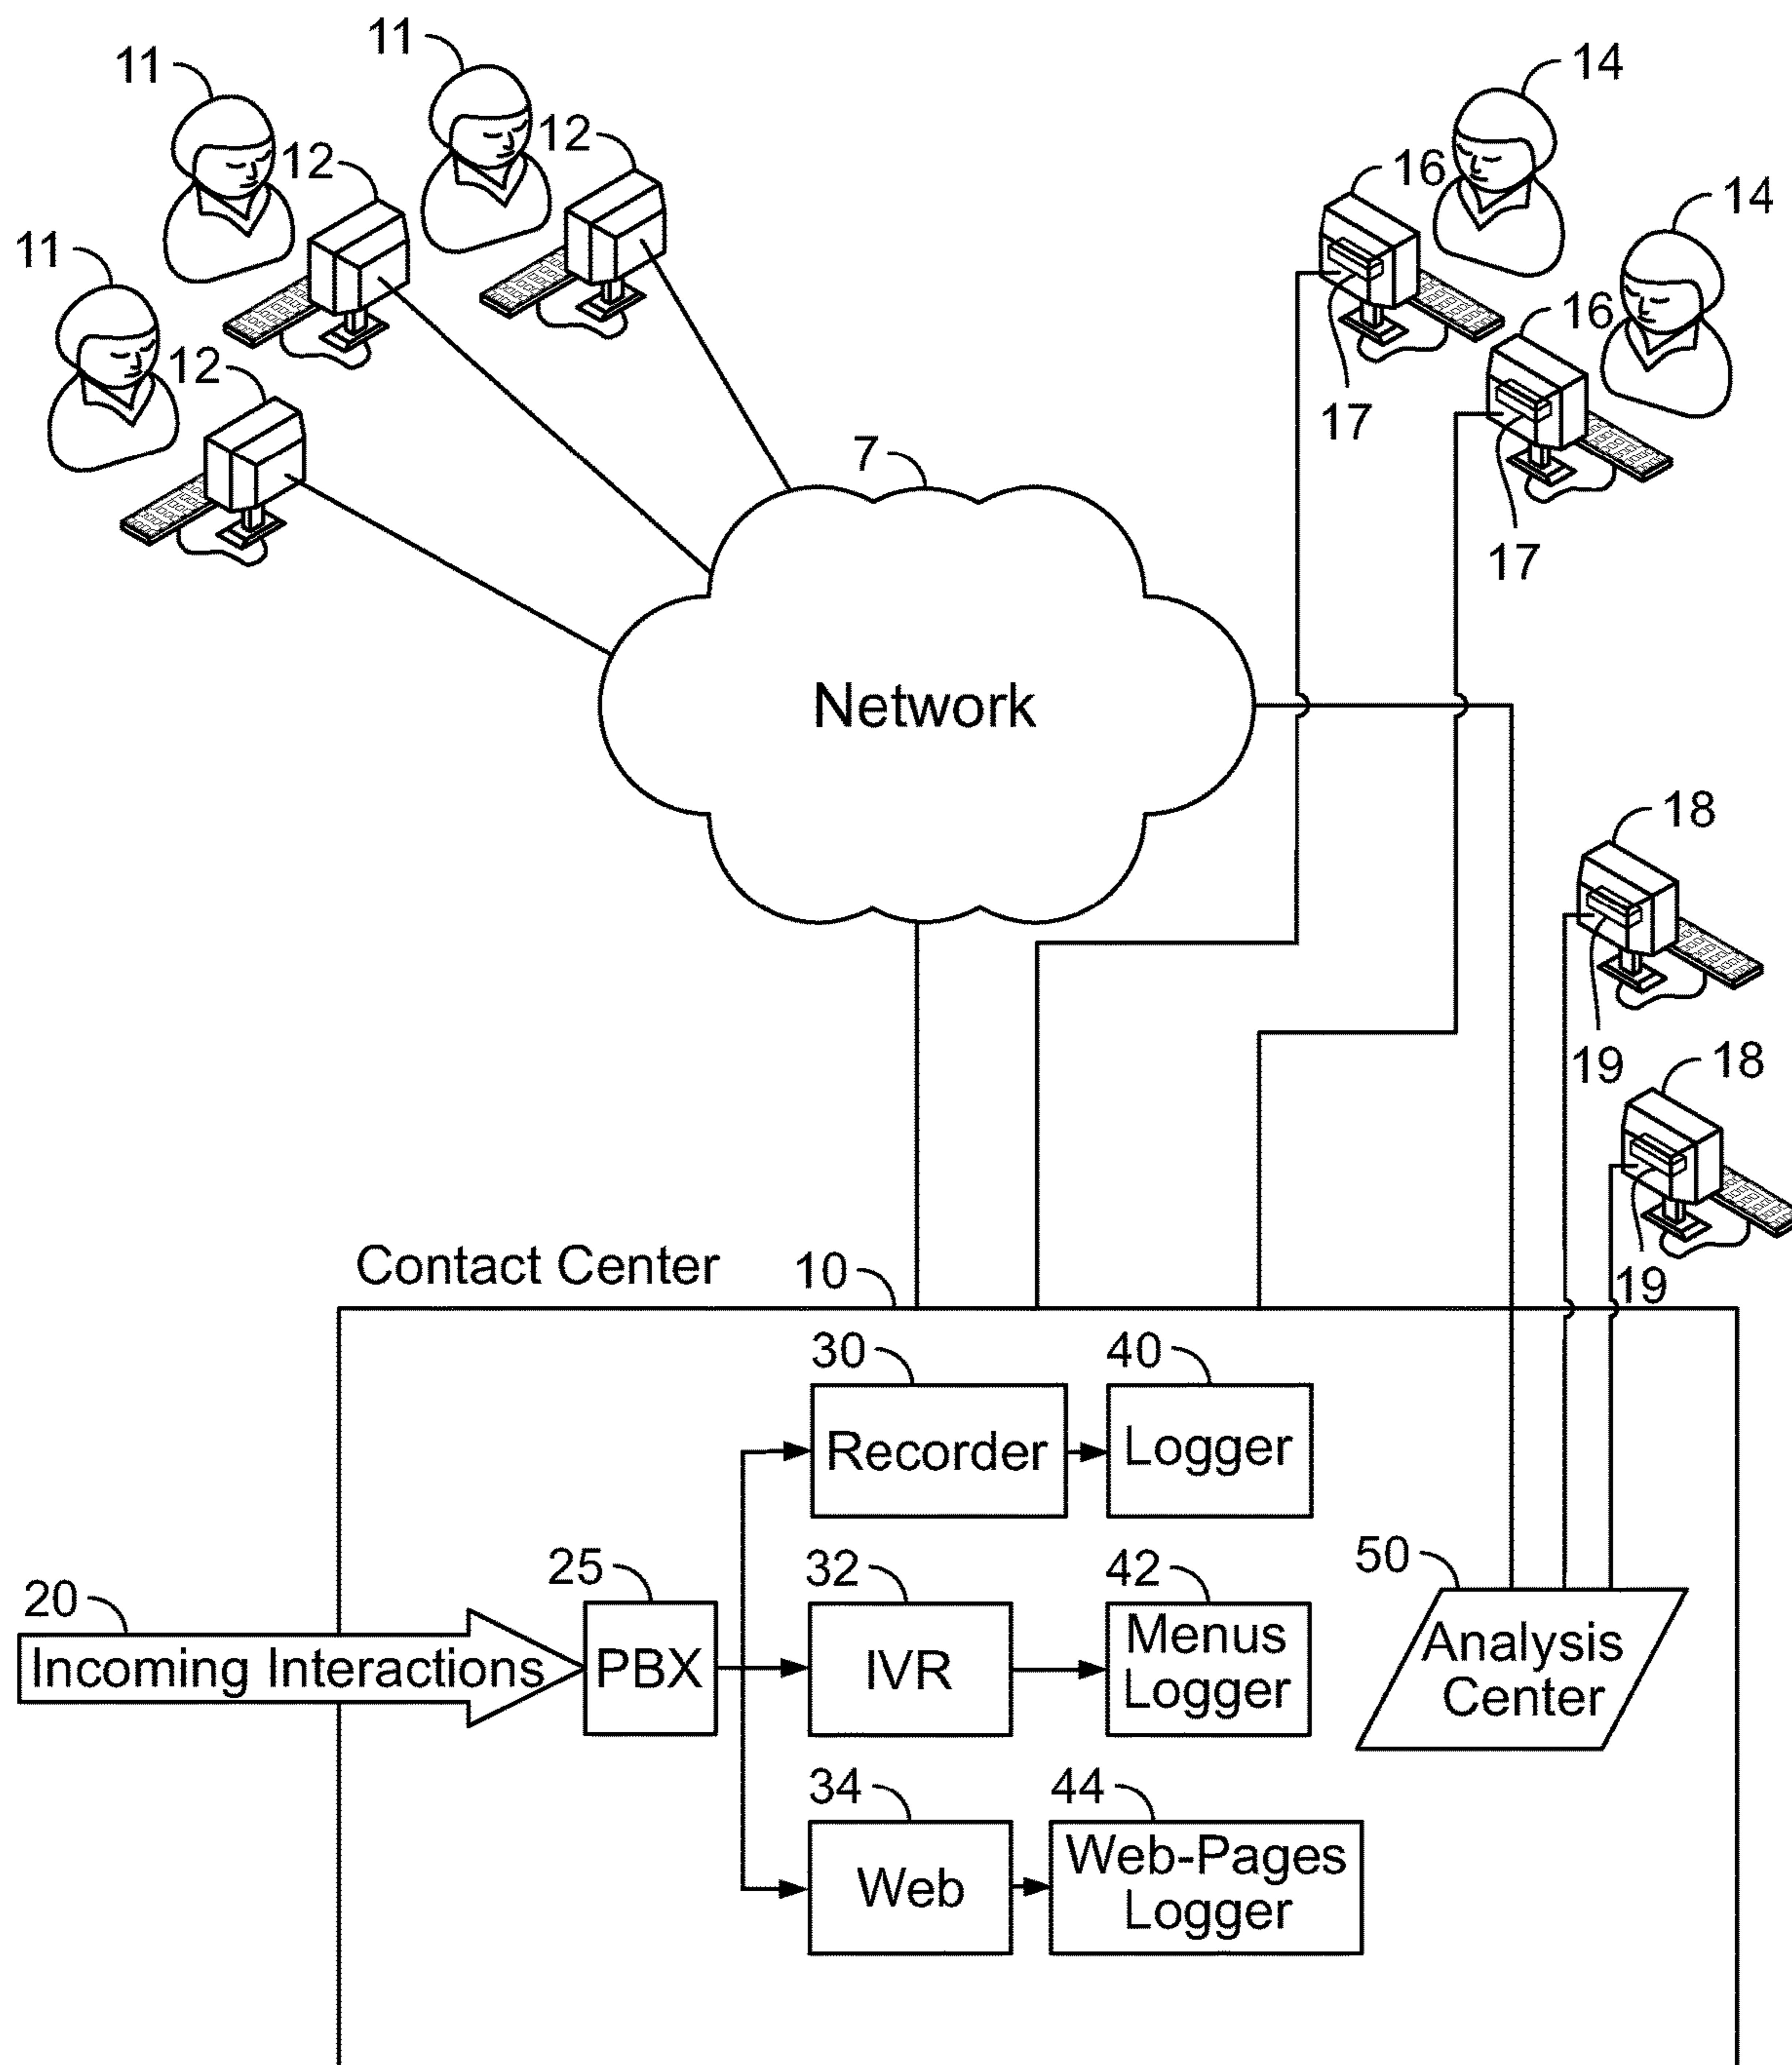 11
11
14
12
12
16
14
11
16
12
17
7
17
Network
18
19
18
Contact Center
10
19
30
40
Recorder
Logger
25
32
42
50
20
Incoming Interactions
PBX
IVR
Menus
Logger
Analysis
Center
34
44
Web
Web-Pages
Logger